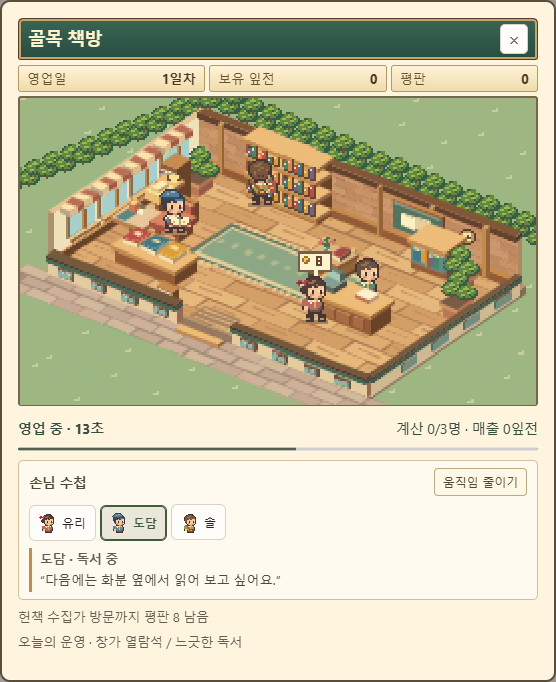 골목 책방
×
영업일 1일차 보유 잎전 0 평판 0
8
영업 중 · 13초 계산 0/3명 · 매출 0잎전
손님 수첩 움직임 줄이기
유리 도담 솔
도담 · 독서 중
“다음에는 화분 옆에서 읽어 보고 싶어요.”
헌책 수집가 방문까지 평판 8 남음
오늘의 운영 · 창가 열람석 / 느긋한 독서